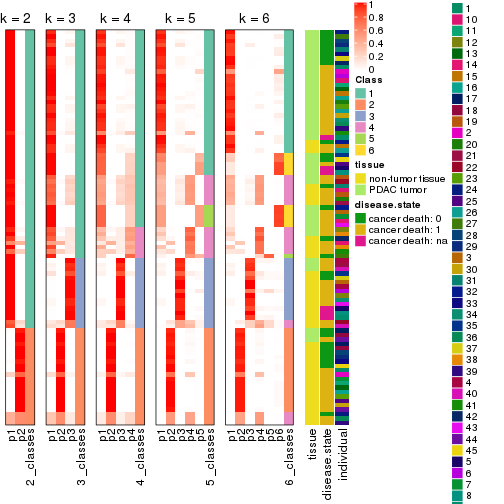 k = 2
k = 3
k = 4
k = 5
k = 6
p1
p2
2_classes
p1
p2
p3
3_classes
p1
p2
p3
p4
4_classes
p1
p2
p3
p4
p5
5_classes
p1
p2
p3
p4
p5
p6
6_classes
tissue
disease.state
individual
1
0.8
0.6
0.4
0.2
0
Class
1
2
3
4
5
6
tissue
non-tumor tissue
PDAC tumor
disease.state
cancer death: 0
cancer death: 1
cancer death: na
1
10
11
12
13
14
15
16
17
18
19
2
20
21
22
23
24
25
26
27
28
29
3
30
31
32
33
34
35
36
37
38
39
4
40
41
42
43
44
45
5
6
7
8